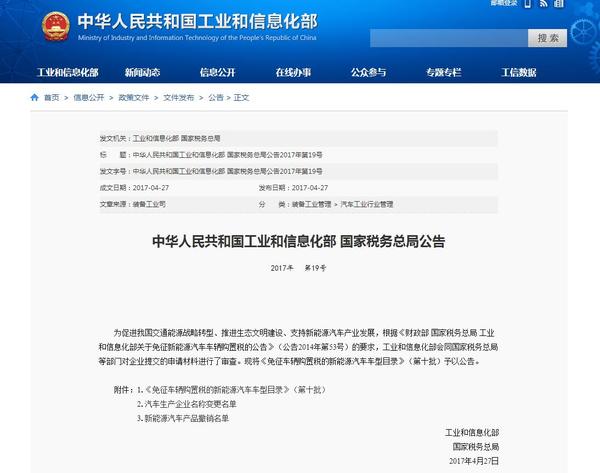 邮箱登录
中华人民共和国工业和信息化部
Ministry of Industry and Information Technology of the People's Republic of China
搜 索
工业和信息化部 新闻动态 信息公开 在线办事 公众参与 专题专栏 工信数据
首页 > 信息公开 > 政策文件 > 文件发布 > 公告 > 正文
发文机关：工业和信息化部 国家税务总局
标 题：中华人民共和国工业和信息化部 国家税务总局公告2017年第19号
发文字号：中华人民共和国工业和信息化部 国家税务总局公告2017年第19号
成文日期：2017-04-27 发布日期：2017-04-27
文章来源：装备工业司 分 类：装备工业管理 > 汽车工业行业管理
中华人民共和国工业和信息化部 国家税务总局公告
2017年 第19号
为促进我国交通能源战略转型、推进生态文明建设、支持新能源汽车产业发展，根据《财政部 国家税务总局 工业
和信息化部关于免征新能源汽车车辆购置税的公告》（公告2014年第53号）的要求，工业和信息化部会同国家税务总局
等部门对企业提交的申请材料进行了审查。现将《免征车辆购置税的新能源汽车车型目录》（第十批）予以公告。
附件：1.《免征车辆购置税的新能源汽车车型目录》（第十批）
2.汽车生产企业名称变更名单
3.新能源汽车产品撤销名单
工业和信息化部
国家税务总局
2017年4月27日